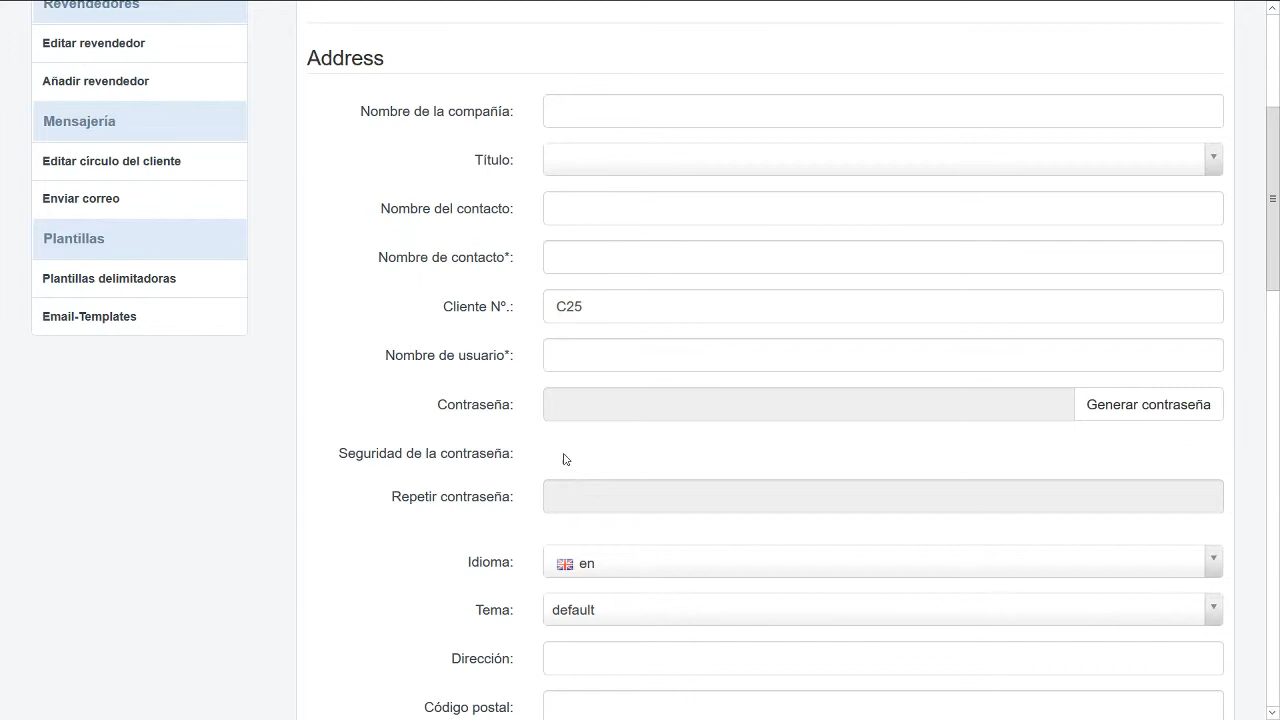 Revendedores
Editar revendedor
Añadir revendedor
Mensajería
Editar círculo del cliente
Enviar correo
Plantillas
Plantillas delimitadoras
Email-Templates
Address
Nombre de la compañía:
Título:
Nombre del contacto:
Nombre de contacto*:
Cliente Nº.: C25
Nombre de usuario*:
Contraseña: Generar contraseña
Seguridad de la contraseña:
Repetir contraseña:
Idioma: en
Tema: default
Dirección:
Código postal: